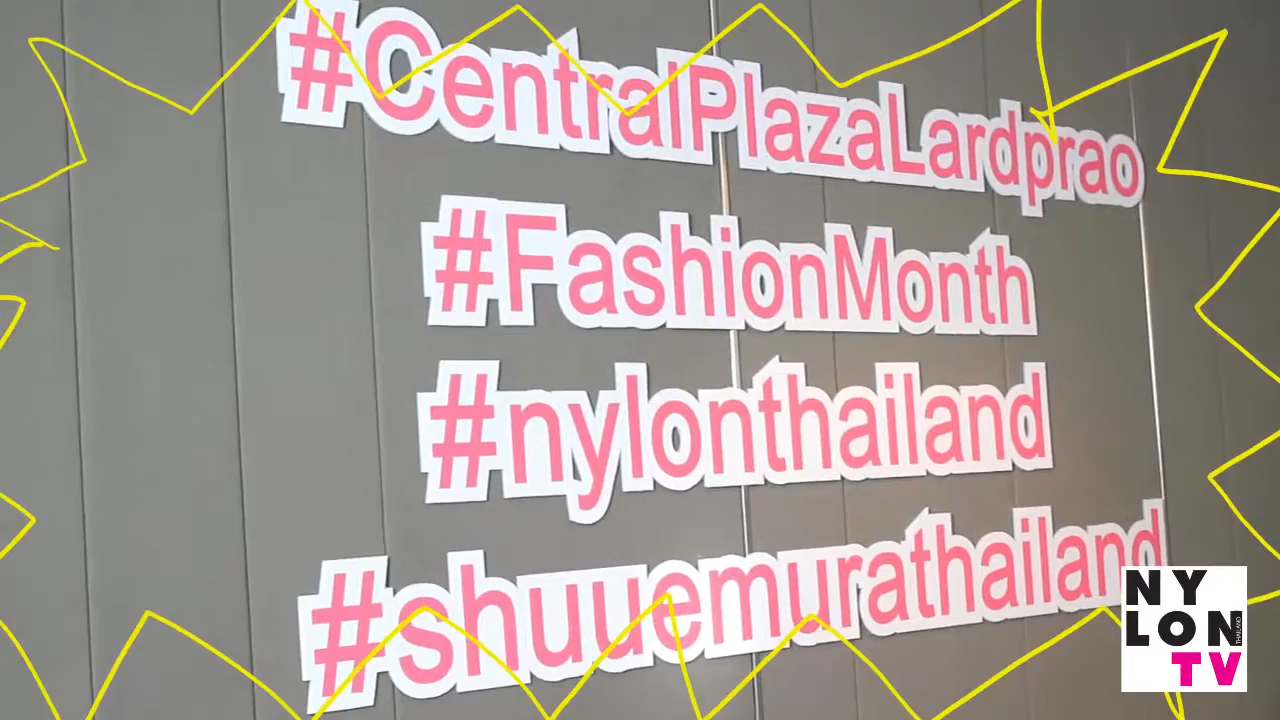 #CentralPlazaLardprao
#FashionMonth
#nylonthailand
#shuuemurathailand
NY
LON
THAILAND
TV